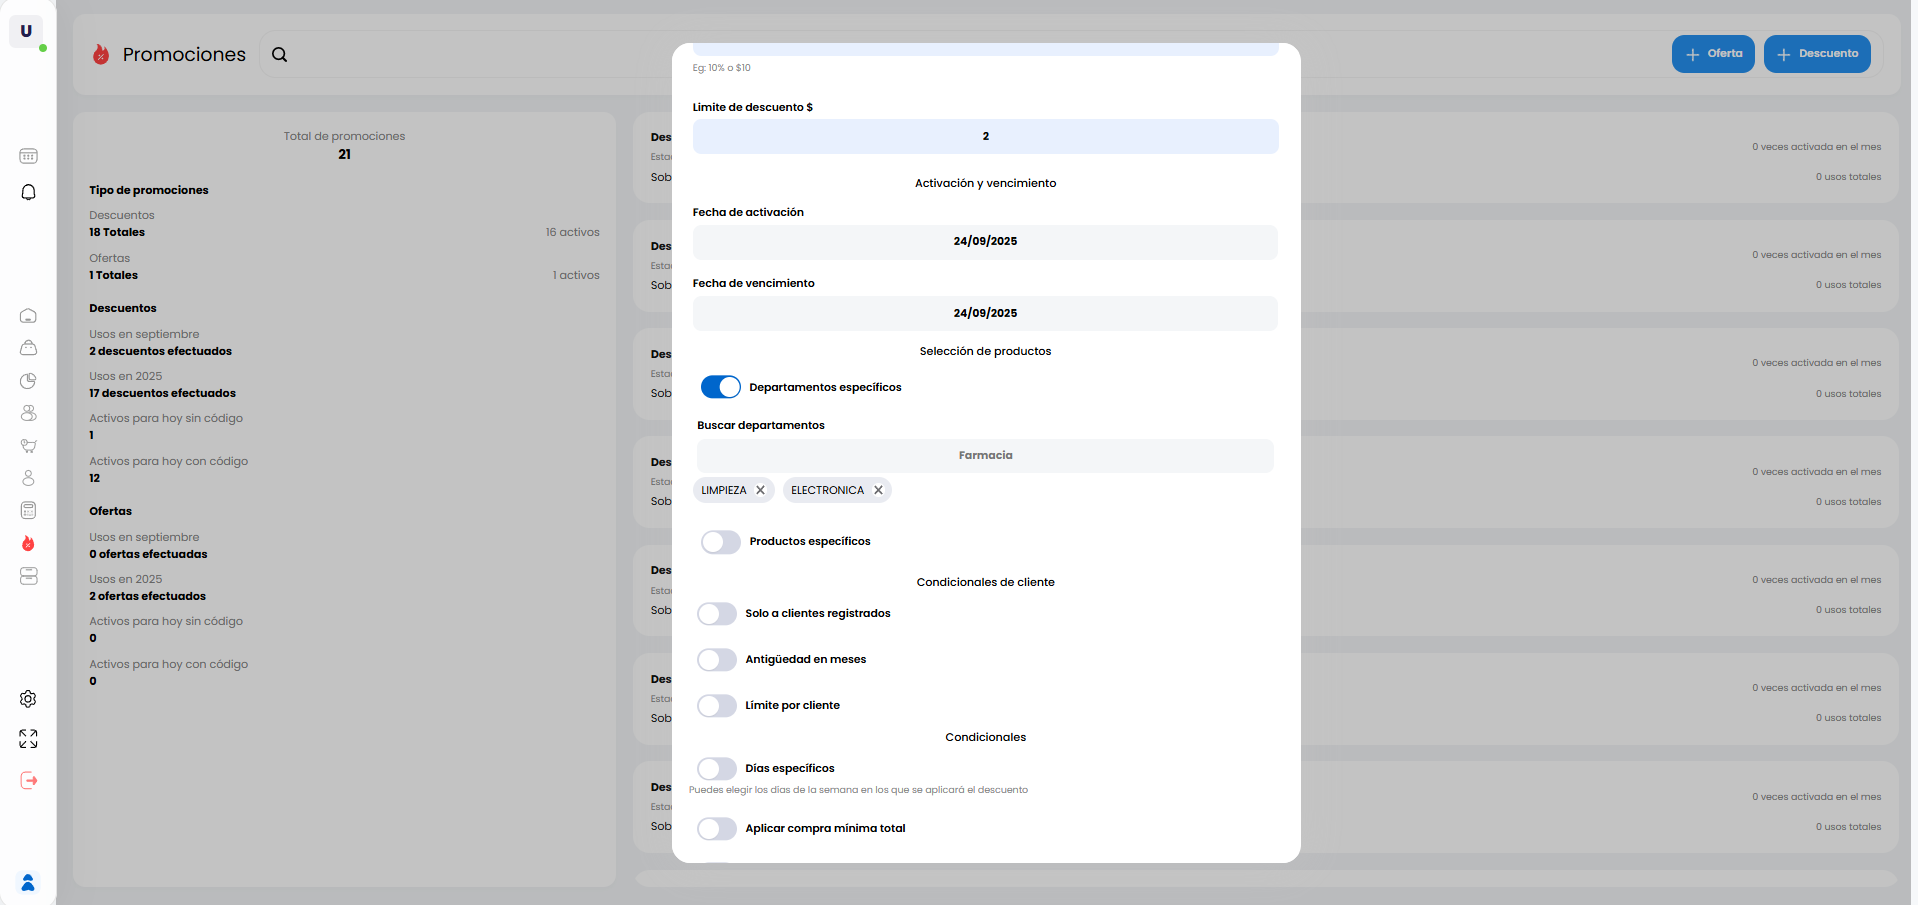 U
Promociones
Oferta
Descuento
Total de promociones
21
Tipo de promociones
Descuentos
18 Totales
16 activos
Ofertas
1 Totales
1 activos
Descuentos
Usos en septiembre
2 descuentos efectuados
Usos en 2025
17 descuentos efectuados
Activos para hoy sin código
1
Activos para hoy con código
12
Ofertas
Usos en septiembre
0 ofertas efectuadas
Usos en 2025
2 ofertas efectuados
Activos para hoy sin código
0
Activos para hoy con código
0
Eg: 10% o $10
Limite de descuento $
2
Activación y vencimiento
Fecha de activación
24/09/2025
Fecha de vencimiento
24/09/2025
Selección de productos
Departamentos específicos
Buscar departamentos
Farmacia
LIMPIEZA
ELECTRONICA
Productos específicos
Condicionales de cliente
Solo a clientes registrados
Antigüedad en meses
Límite por cliente
Condicionales
Días específicos
Puedes elegir los días de la semana en los que se aplicará el descuento
Aplicar compra mínima total
Des
Esta
Sob
0 veces activada en el mes
0 usos totales
Des
Esta
Sob
0 veces activada en el mes
0 usos totales
Des
Esta
Sob
0 veces activada en el mes
0 usos totales
Des
Esta
Sob
0 veces activada en el mes
0 usos totales
Des
Esta
Sob
0 veces activada en el mes
0 usos totales
Des
Esta
Sob
0 veces activada en el mes
0 usos totales
Des
Esta
Sob
0 veces activada en el mes
0 usos totales